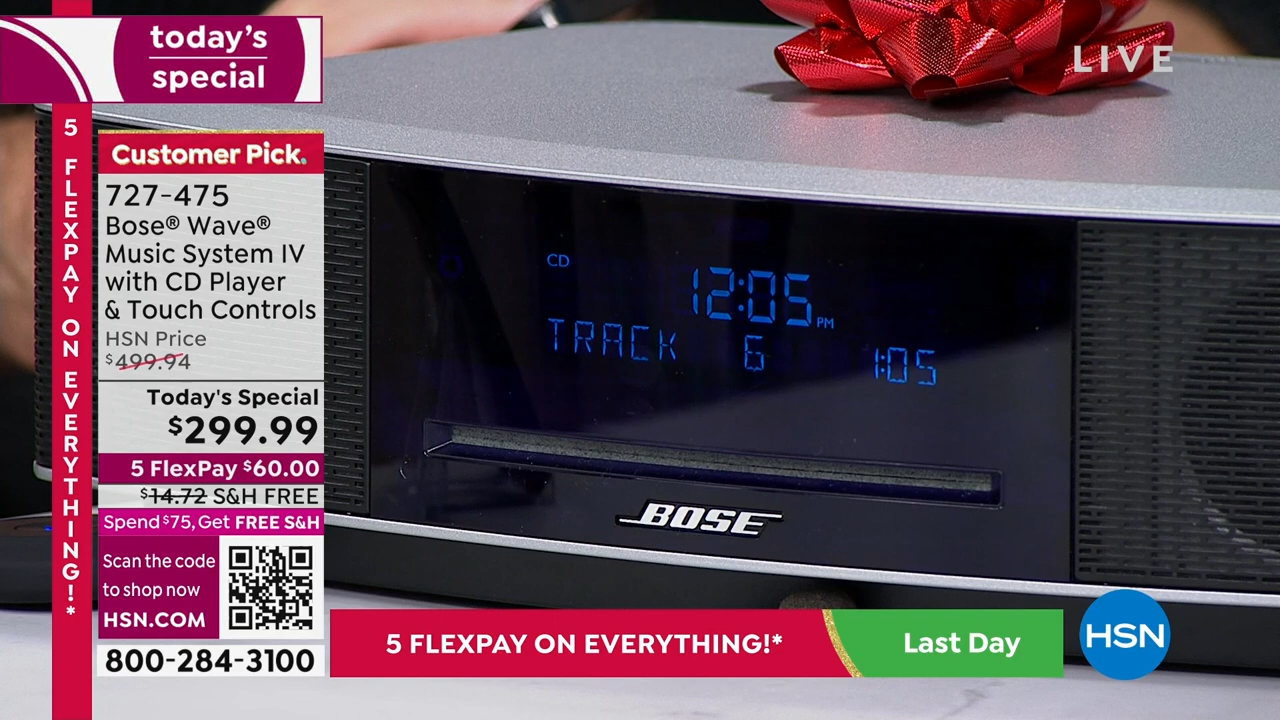 today's
special
LIVE
5 FLEXPAY ON EVERYTHING!*
Customer Pick.
727-475
Bose® Wave®
Music System IV
with CD Player
& Touch Controls
HSN Price
$499.94
Today's Special
$299.99
5 FlexPay $60.00
$14.72 S&H FREE
Spend $75, Get FREE S&H
Scan the code
to shop now
HSN.COM
800-284-3100
CD
12:05 PM
TRACK 6 1:05
BOSE
5 FLEXPAY ON EVERYTHING!*
Last Day
HSN